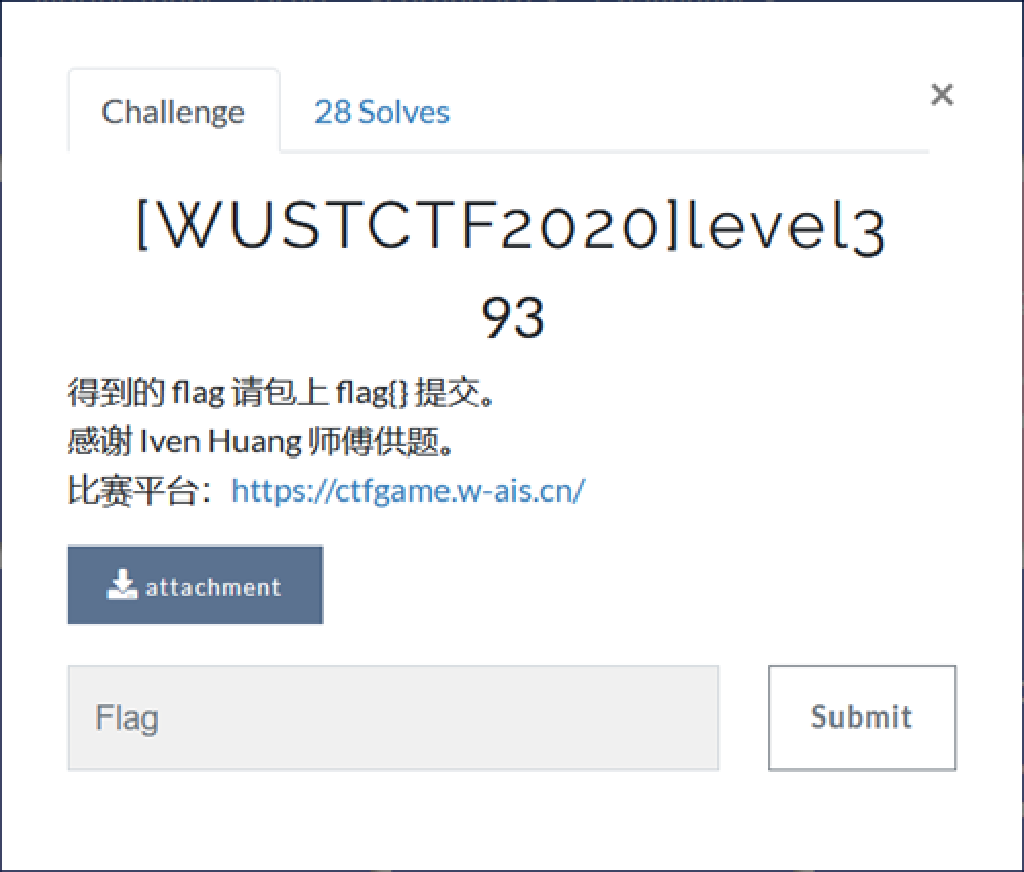 Challenge
28 Solves
×
[WUSTCTF2020]level3
93
得到的 flag 请包上 flag{} 提交。
感谢 Iven Huang 师傅供题。
比赛平台：https://ctfgame.w-ais.cn/
attachment
Flag
Submit